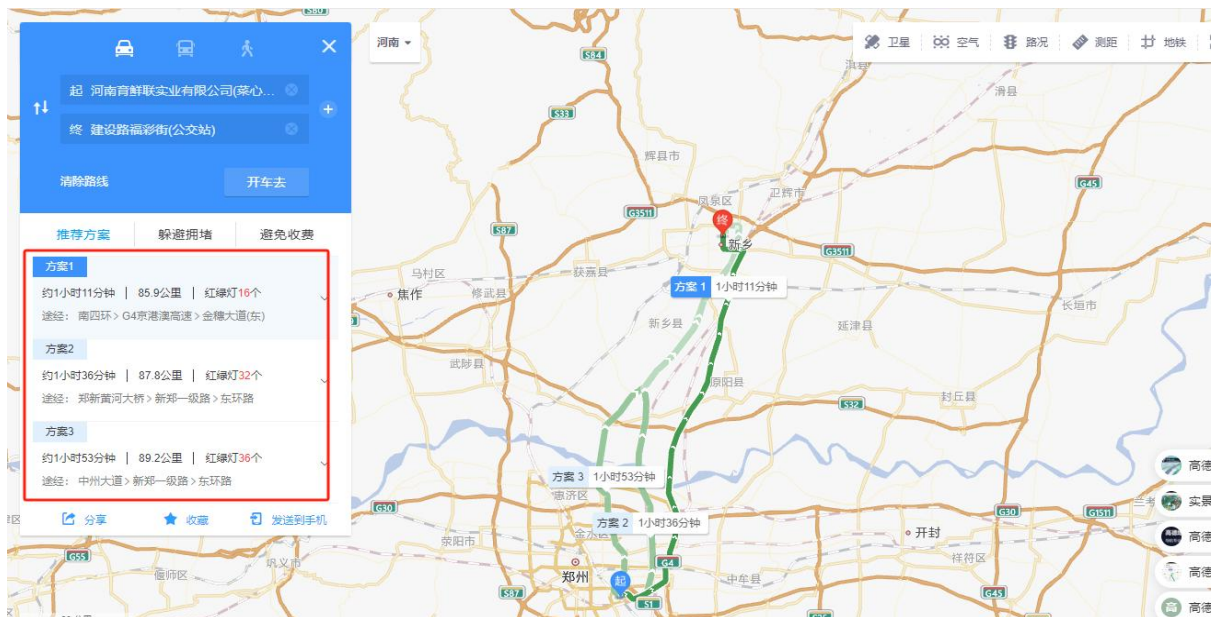 起 河南育鲜联实业有限公司(菜心...
终 建设路福彩街(公交站)
清除路线
开车去
推荐方案
躲避拥堵
避免收费
方案1
约1小时11分钟 | 85.9公里 | 红绿灯16个
途经: 南四环 > G4京港澳高速 > 金穗大道(东)
方案2
约1小时36分钟 | 87.8公里 | 红绿灯32个
途经: 郑新黄河大桥 > 新郑一级路 > 东环路
方案3
约1小时53分钟 | 89.2公里 | 红绿灯36个
途经: 中州大道 > 新郑一级路 > 东环路
分享
收藏
发送到手机
河南
卫星
空气
路况
测距
地铁
S80
S84
淇县
滑县
S33
辉县市
卫辉市
G45
凤泉区
G3511
终
S87
新乡
G3511
马村区
获嘉县
方案 1 1小时11分钟
焦作
修武县
长垣市
新乡县
延津县
武陟县
原阳县
封丘县
S32
方案 3 1小时53分钟
高德
惠济区
兰考
实景
G30
方案 2 1小时36分钟
G30
G1511
金水区
开封
高德
荥阳市
祥符区
G55
巩义市
G4
偃师区
郑州
起
中牟县
高德
S87
S1
G45
高德